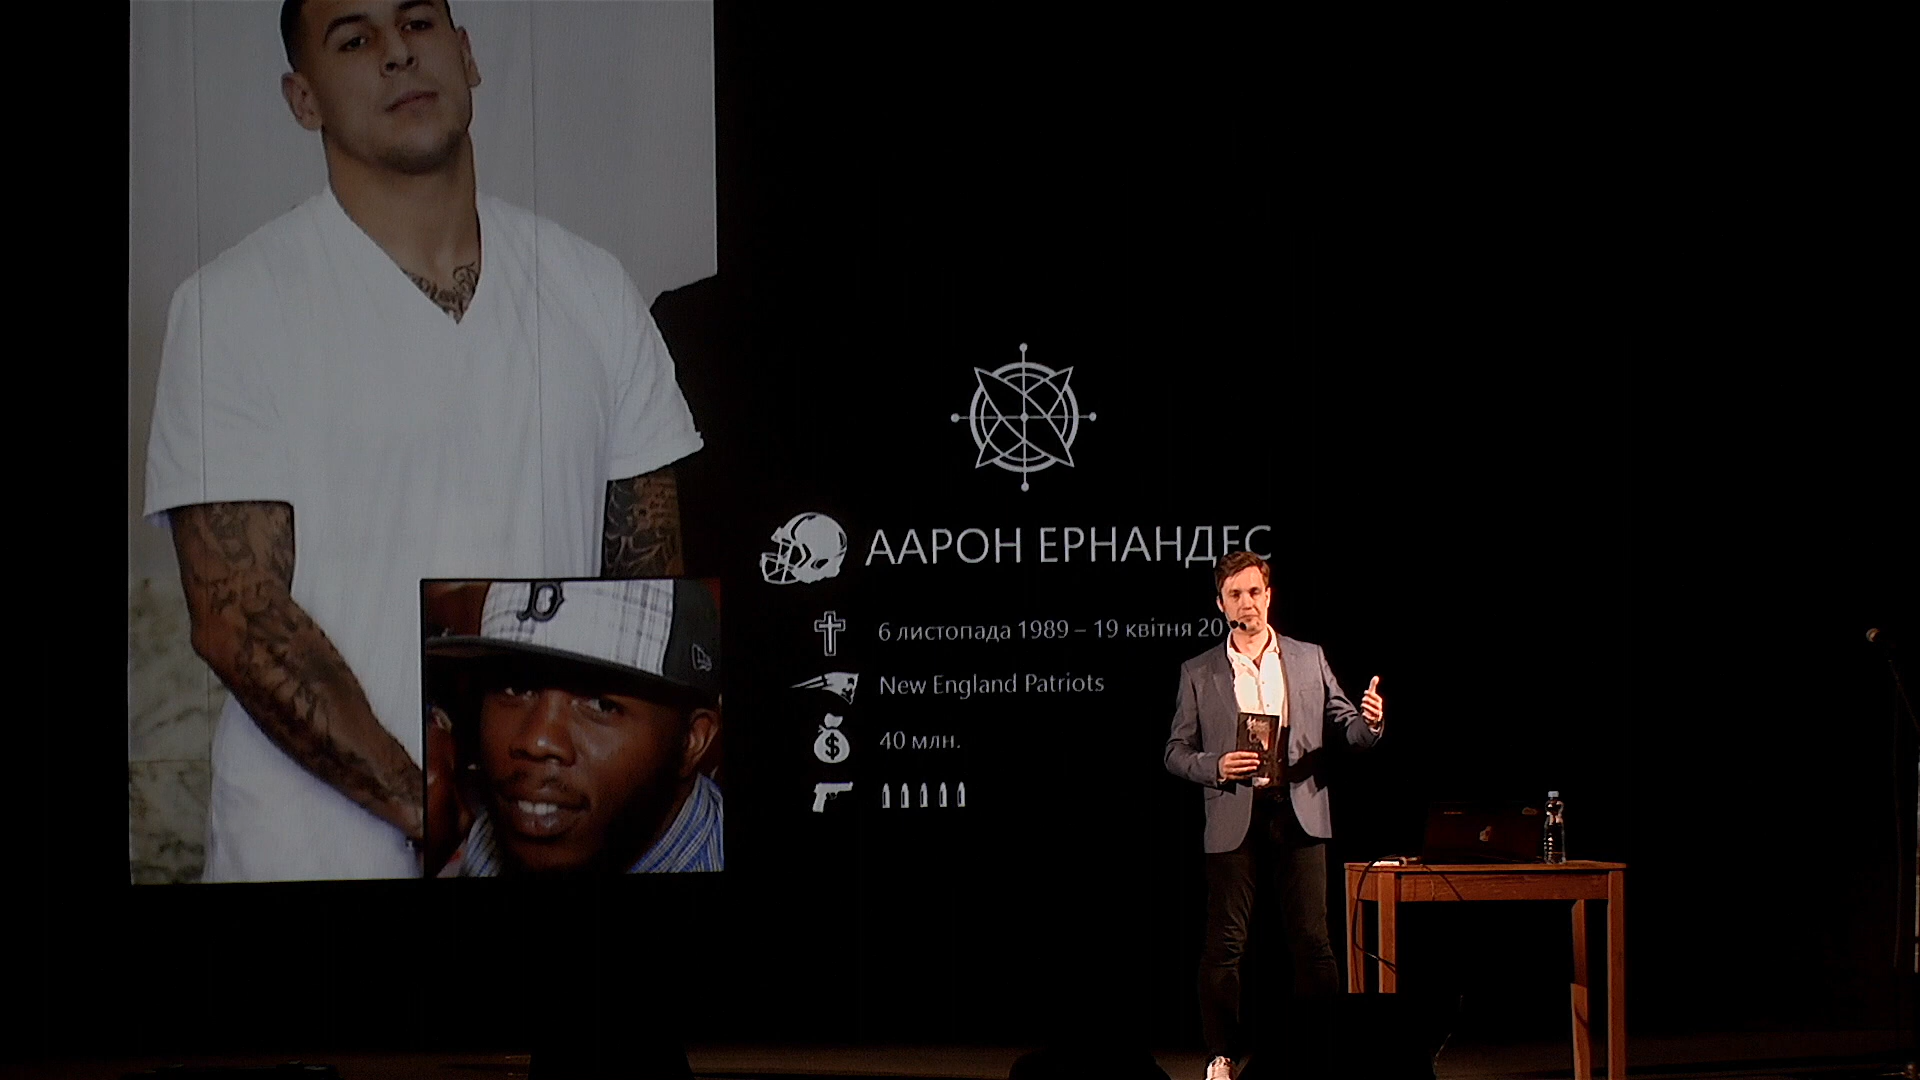 ААРОН ЕРНАНДЕС
6 листопада 1989 – 19 квітня 20
New England Patriots
40 млн.